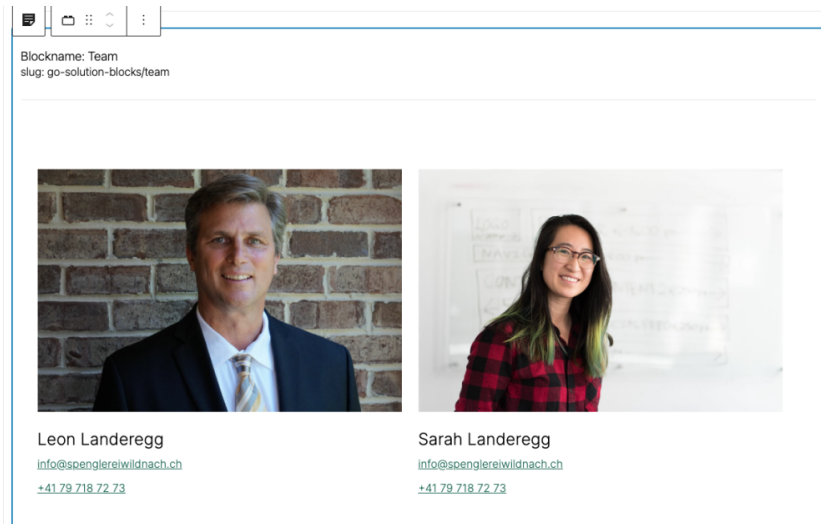 Blockname: Team
slug: go-solution-blocks/team
Leon Landeregg
info@spenglereiwildnach.ch
+41 79 718 72 73
Sarah Landeregg
info@spenglereiwildnach.ch
+41 79 718 72 73